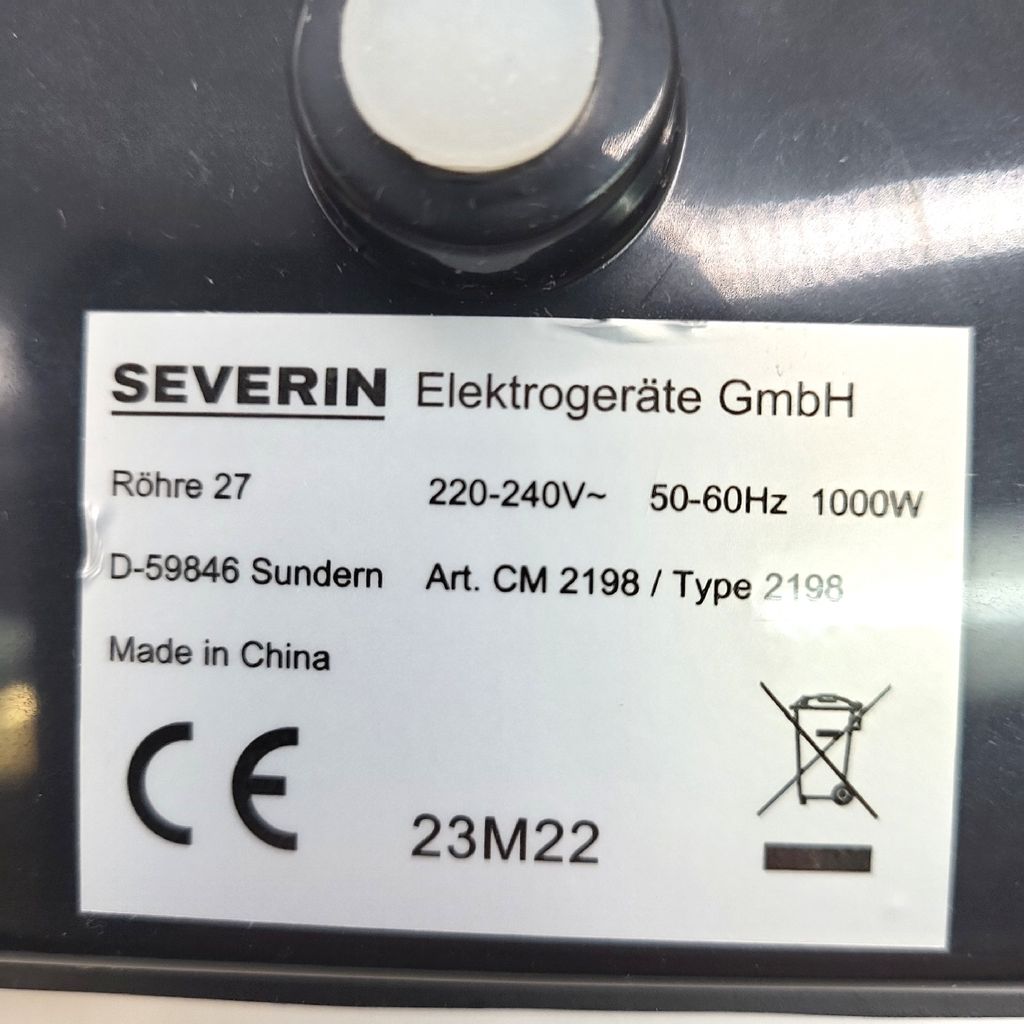 SEVERIN Elektrogeräte GmbH
Röhre 27 220-240V~ 50-60Hz 1000W
D-59846 Sundern Art. CM 2198 / Type 2198
Made in China
CE
23M22